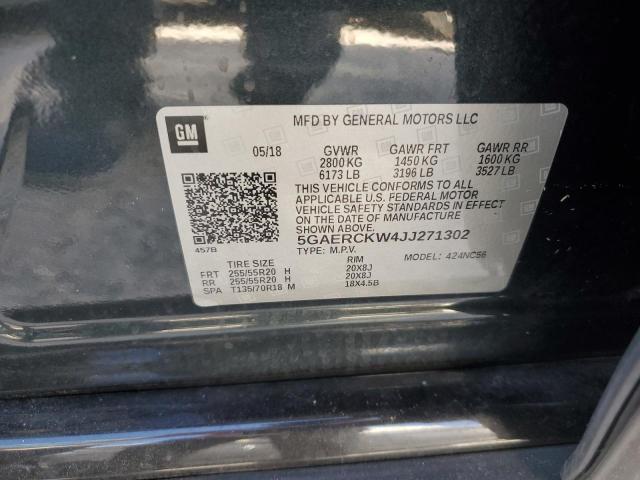 GM
MFD BY GENERAL MOTORS LLC
05/18 GVWR GAWR FRT GAWR RR
2800 KG 1450 KG 1600 KG
6173 LB 3196 LB 3527 LB
THIS VEHICLE CONFORMS TO ALL
APPLICABLE U.S. FEDERAL MOTOR
VEHICLE SAFETY STANDARDS IN
EFFECT ON THE DATE OF MANUFACTURE
SHOWN ABOVE.
5GAERCKW4JJ271302
457B TYPE: M.P.V. MODEL: 424NC56
TIRE SIZE RIM
FRT 255/55R20 H 20X8J
RR 255/55R20 H 20X8J
SPA T135/70R18 M 18X4.5B